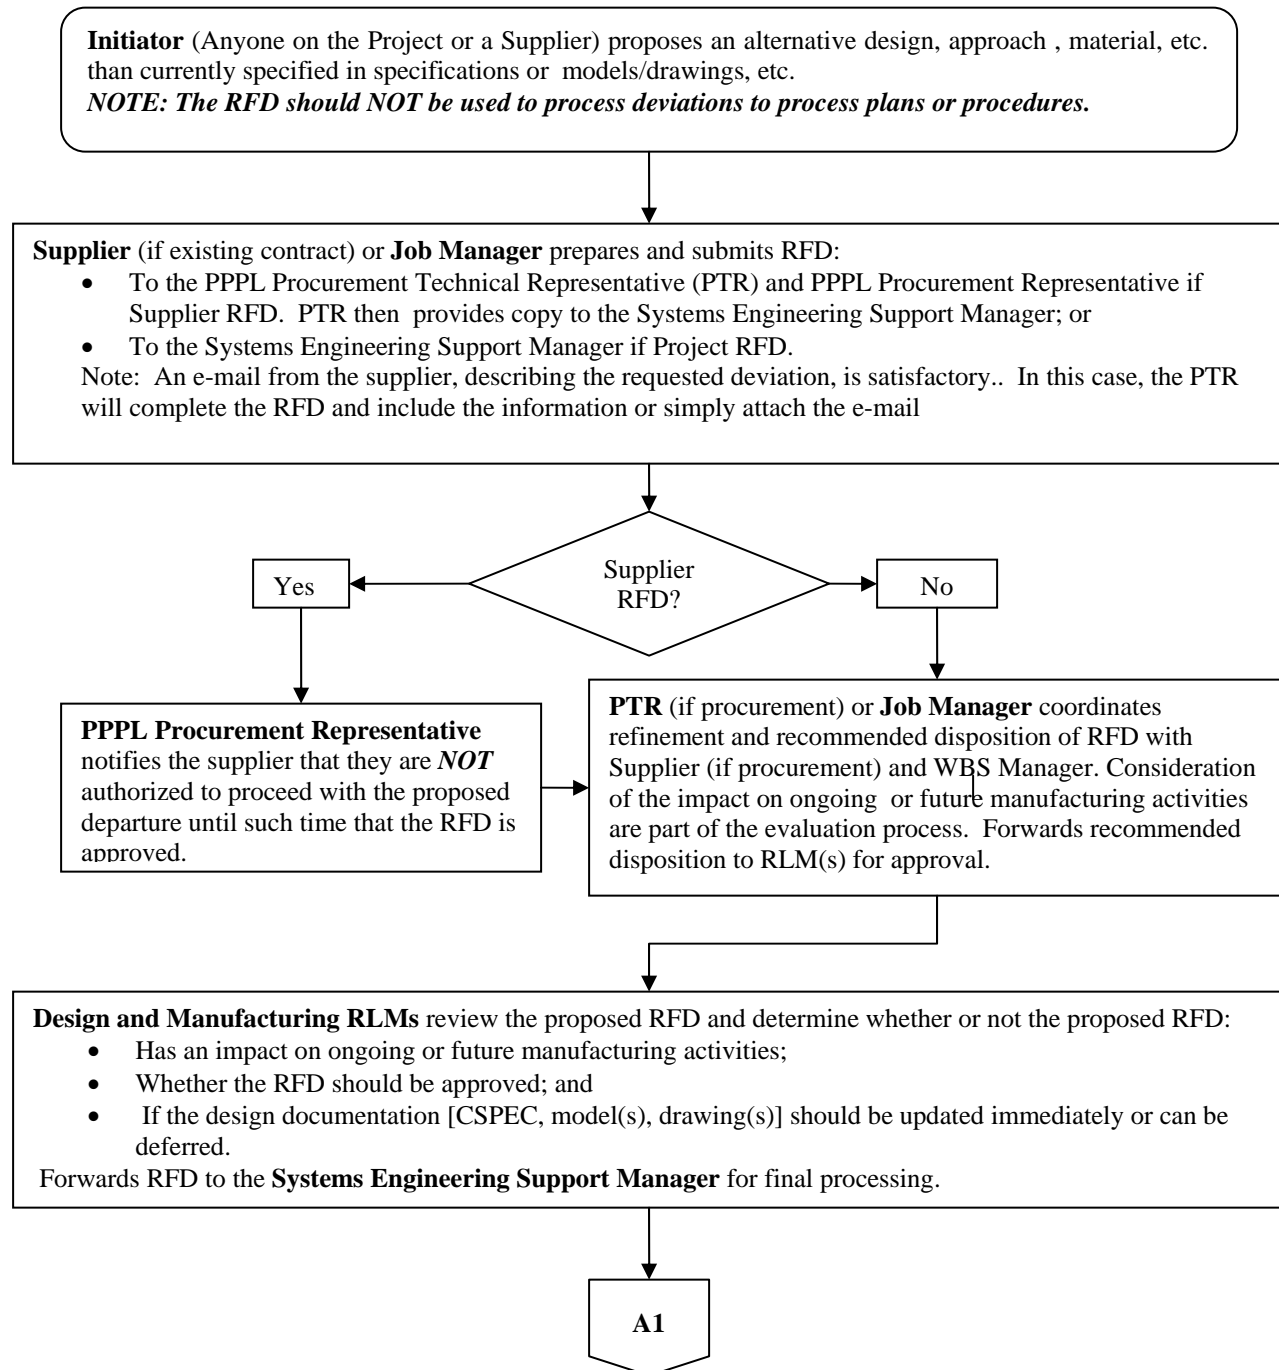 Initiator (Anyone on the Project or a Supplier) proposes an alternative design, approach , material, etc.
than currently specified in specifications or models/drawings, etc.
NOTE: The RFD should NOT be used to process deviations to process plans or procedures.
Supplier (if existing contract) or Job Manager prepares and submits RFD:
• To the PPPL Procurement Technical Representative (PTR) and PPPL Procurement Representative if
Supplier RFD. PTR then provides copy to the Systems Engineering Support Manager; or
• To the Systems Engineering Support Manager if Project RFD.
Note: An e-mail from the supplier, describing the requested deviation, is satisfactory.. In this case, the PTR
will complete the RFD and include the information or simply attach the e-mail
Supplier
RFD?
Yes
No
PPPL Procurement Representative
notifies the supplier that they are NOT
authorized to proceed with the proposed
departure until such time that the RFD is
approved.
PTR (if procurement) or Job Manager coordinates
refinement and recommended disposition of RFD with
Supplier (if procurement) and WBS Manager. Consideration
of the impact on ongoing or future manufacturing activities
are part of the evaluation process. Forwards recommended
disposition to RLM(s) for approval.
Design and Manufacturing RLMs review the proposed RFD and determine whether or not the proposed RFD:
• Has an impact on ongoing or future manufacturing activities;
• Whether the RFD should be approved; and
• If the design documentation [CSPEC, model(s), drawing(s)] should be updated immediately or can be
deferred.
Forwards RFD to the Systems Engineering Support Manager for final processing.
A1